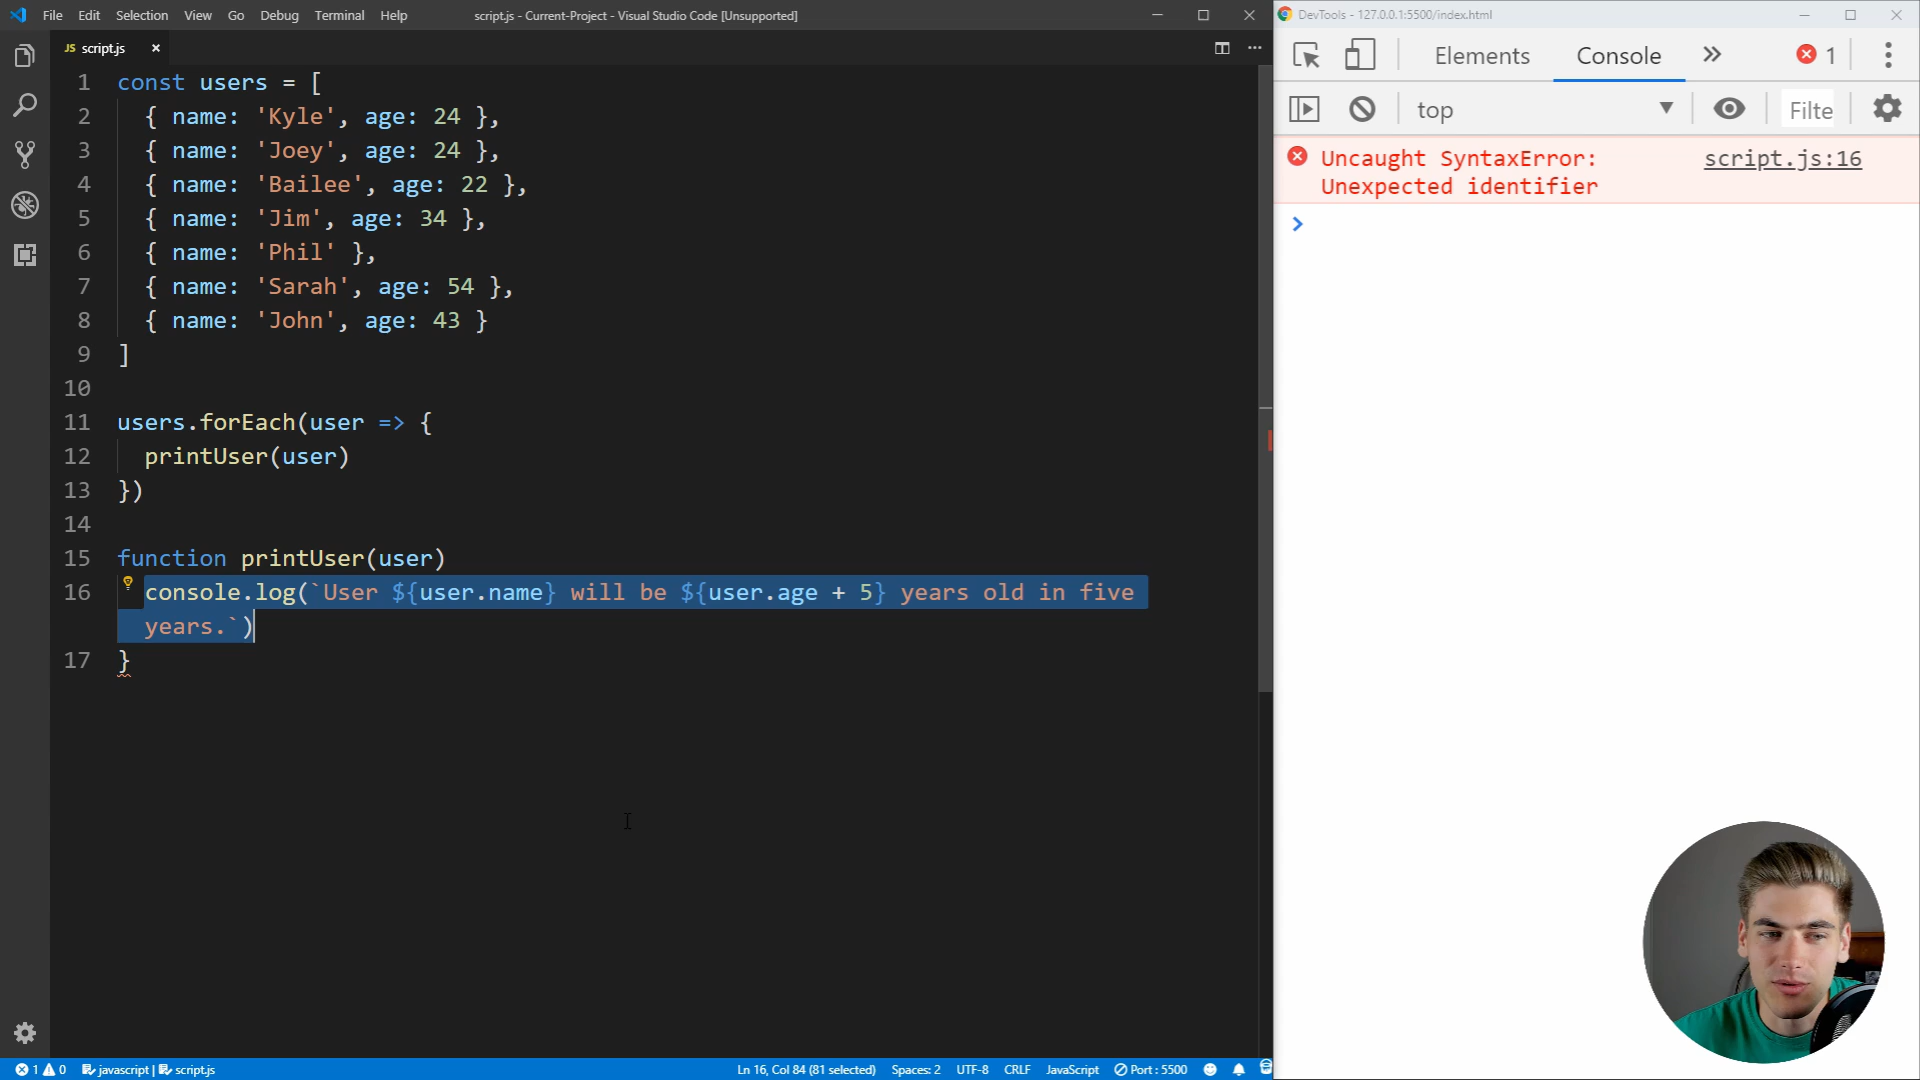 File Edit Selection View Go Debug Terminal Help script.js - Current-Project - Visual Studio Code [Unsupported]
JS script.js
1 const users = [
2 { name: 'Kyle', age: 24 },
3 { name: 'Joey', age: 24 },
4 { name: 'Bailee', age: 22 },
5 { name: 'Jim', age: 34 },
6 { name: 'Phil' },
7 { name: 'Sarah', age: 54 },
8 { name: 'John', age: 43 }
9 ]
10
11 users.forEach(user => {
12 printUser(user)
13 })
14
15 function printUser(user)
16 console.log(`User ${user.name} will be ${user.age + 5} years old in five
years.`)
17 }
1 0 javascript | script.js Ln 16, Col 84 (81 selected) Spaces: 2 UTF-8 CRLF JavaScript Port : 5500
DevTools - 127.0.0.1:5500/index.html
Elements Console » 1
top Filte
Uncaught SyntaxError: script.js:16
Unexpected identifier